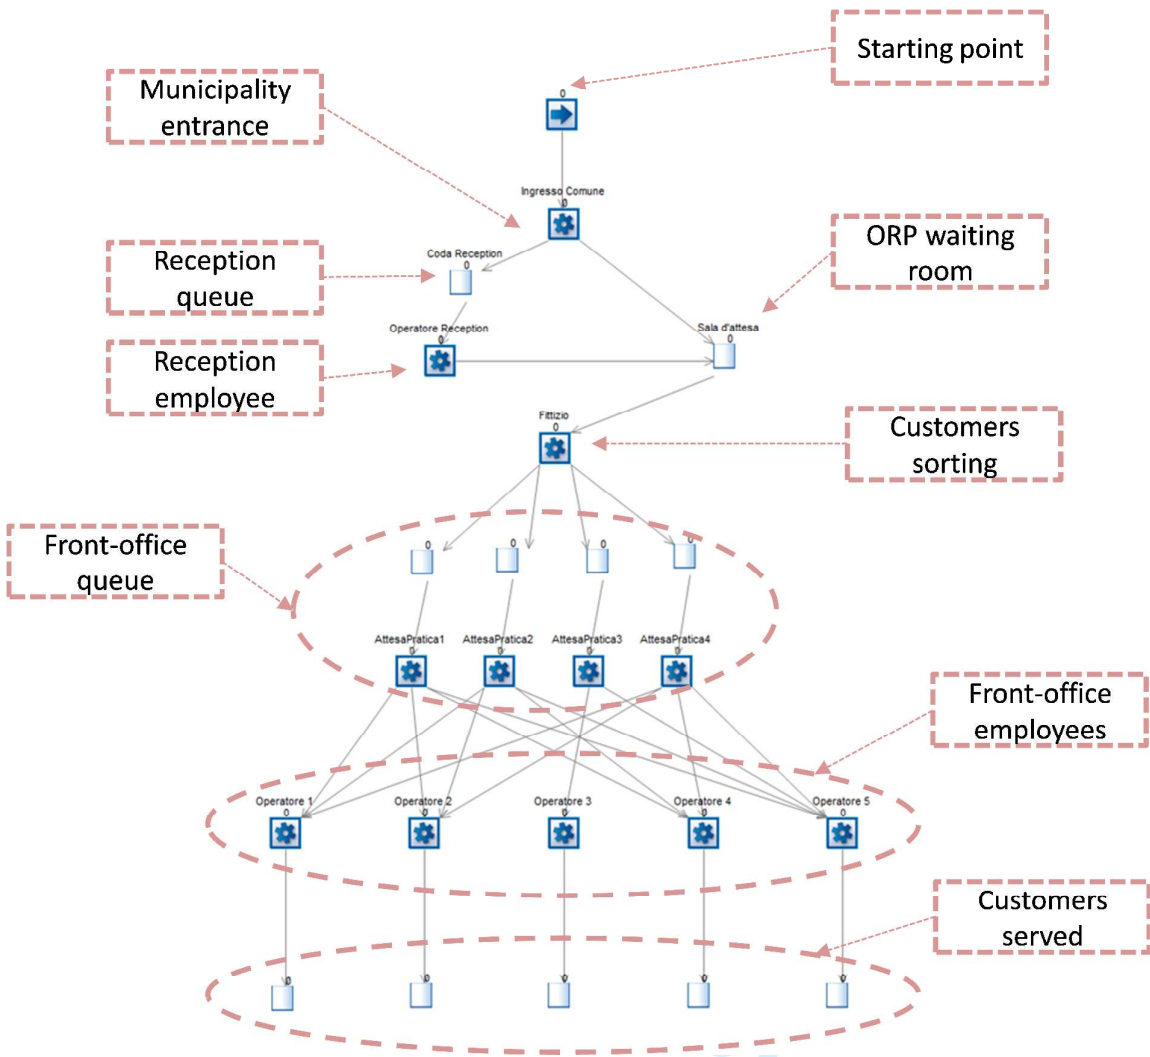 Starting point
0
Municipality
entrance
Ingresso Comune
0
ORP waiting
room
Coda Reception
0
Reception
queue
Operatore Reception
0
Sala d'attesa
0
Reception
employee
Fittizio
0
Customers
sorting
Front-office
queue
0
0
0
0
AttesaPratica1
0
AttesaPratica2
0
AttesaPratica3
0
AttesaPratica4
0
Front-office
employees
Operatore 1
0
Operatore 2
0
Operatore 3
0
Operatore 4
0
Operatore 5
0
Customers
served
0
0
0
0
0